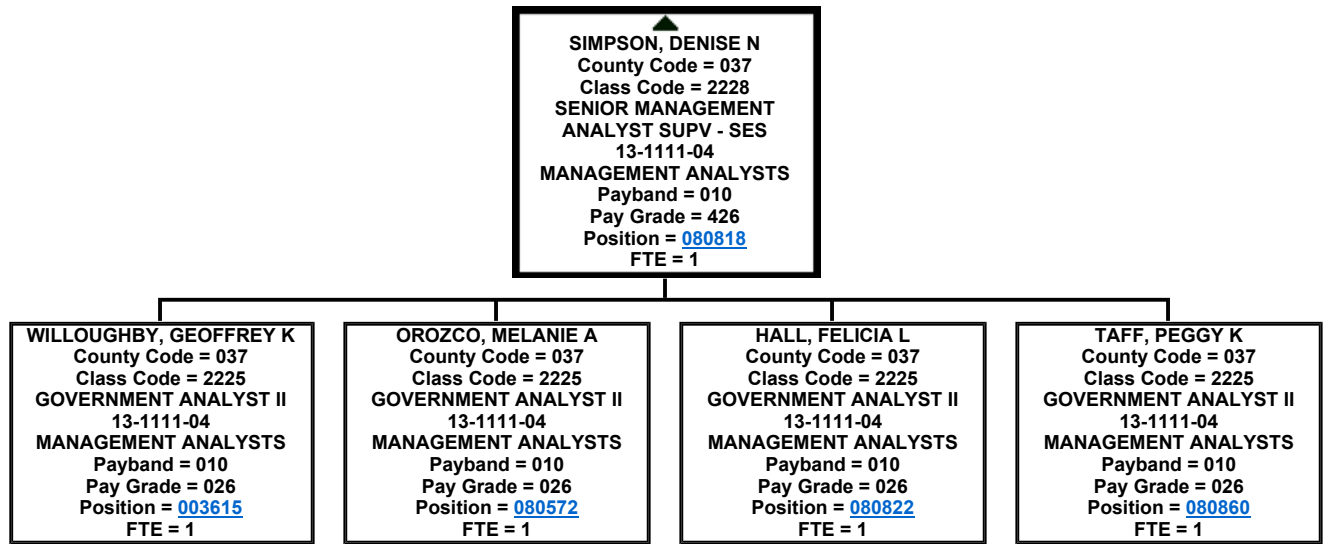 SIMPSON, DENISE N
County Code = 037
Class Code = 2228
SENIOR MANAGEMENT
ANALYST SUPV - SES
13-1111-04
MANAGEMENT ANALYSTS
Payband = 010
Pay Grade = 426
Position = 080818
FTE = 1
WILLOUGHBY, GEOFFREY K
County Code = 037
Class Code = 2225
GOVERNMENT ANALYST II
13-1111-04
MANAGEMENT ANALYSTS
Payband = 010
Pay Grade = 026
Position = 003615
FTE = 1
OROZCO, MELANIE A
County Code = 037
Class Code = 2225
GOVERNMENT ANALYST II
13-1111-04
MANAGEMENT ANALYSTS
Payband = 010
Pay Grade = 026
Position = 080572
FTE = 1
HALL, FELICIA L
County Code = 037
Class Code = 2225
GOVERNMENT ANALYST II
13-1111-04
MANAGEMENT ANALYSTS
Payband = 010
Pay Grade = 026
Position = 080822
FTE = 1
TAFF, PEGGY K
County Code = 037
Class Code = 2225
GOVERNMENT ANALYST II
13-1111-04
MANAGEMENT ANALYSTS
Payband = 010
Pay Grade = 026
Position = 080860
FTE = 1